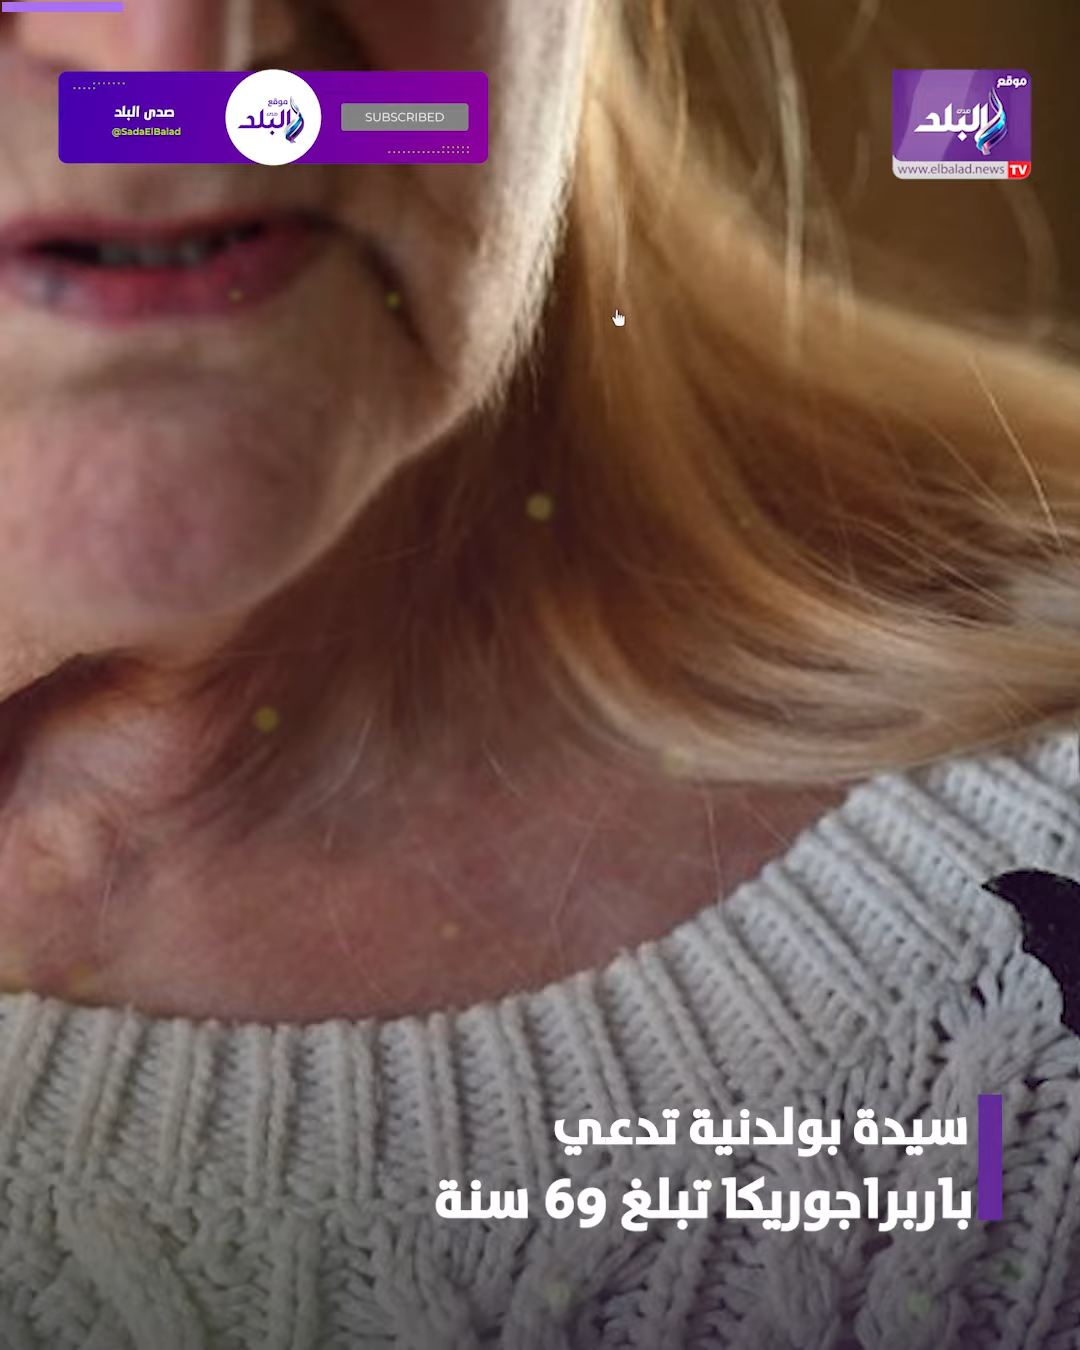 صدى البلد
@SadaElBalad
موقع
صدى
البلد
SUBSCRIBED
موقع
صدى
البلد
www.elbalad.news TV
سيدة بولدنية تدعي
باربراجوريكا تبلغ 69 سنة